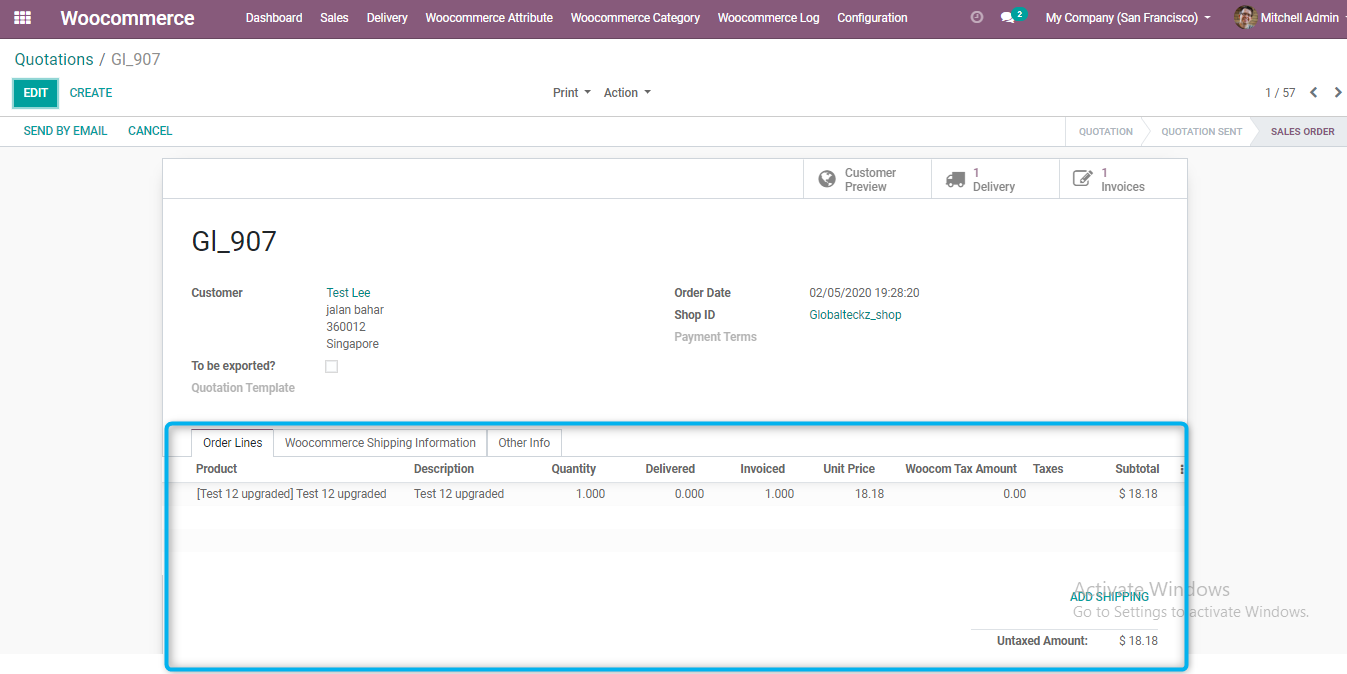 Woocommerce Dashboard Sales Delivery Woocommerce Attribute Woocommerce Category Woocommerce Log Configuration 2 My Company (San Francisco) Mitchell Admin
Quotations / Gl_907
EDIT CREATE Print Action 1 / 57
SEND BY EMAIL CANCEL QUOTATION QUOTATION SENT SALES ORDER
Customer Preview 1 Delivery 1 Invoices
Gl_907
Customer Test Lee
jalan bahar
360012
Singapore
To be exported?
Quotation Template
Order Date 02/05/2020 19:28:20
Shop ID Globalteckz_shop
Payment Terms
Order Lines Woocommerce Shipping Information Other Info
Product Description Quantity Delivered Invoiced Unit Price Woocom Tax Amount Taxes Subtotal
[Test 12 upgraded] Test 12 upgraded Test 12 upgraded 1.000 0.000 1.000 18.18 0.00 $ 18.18
Activate Windows
ADD SHIPPING
Go to Settings to activate Windows.
Untaxed Amount: $ 18.18